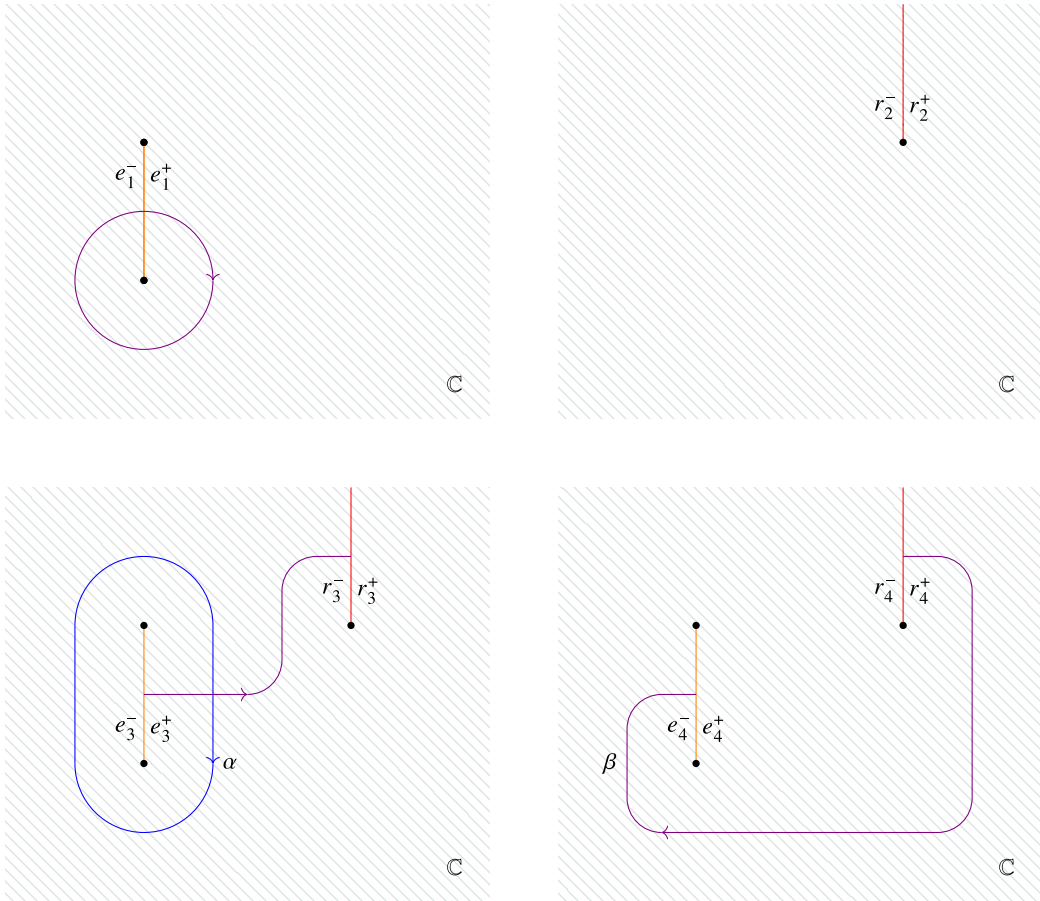 r₂⁻ r₂⁺
e₁⁻ e₁⁺
ℂ ℂ
r₃⁻ r₃⁺ r₄⁻ r₄⁺
e₃⁻ e₃⁺ e₄⁻ e₄⁺
α β
ℂ ℂ